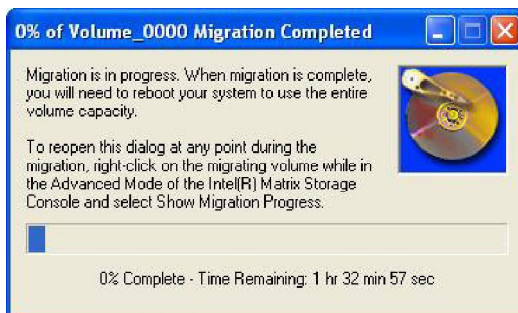 0% of Volume_0000 Migration Completed
Migration is in progress. When migration is complete,
you will need to reboot your system to use the entire
volume capacity.
To reopen this dialog at any point during the
migration, right-click on the migrating volume while in
the Advanced Mode of the Intel(R) Matrix Storage
Console and select Show Migration Progress.
0% Complete - Time Remaining: 1 hr 32 min 57 sec